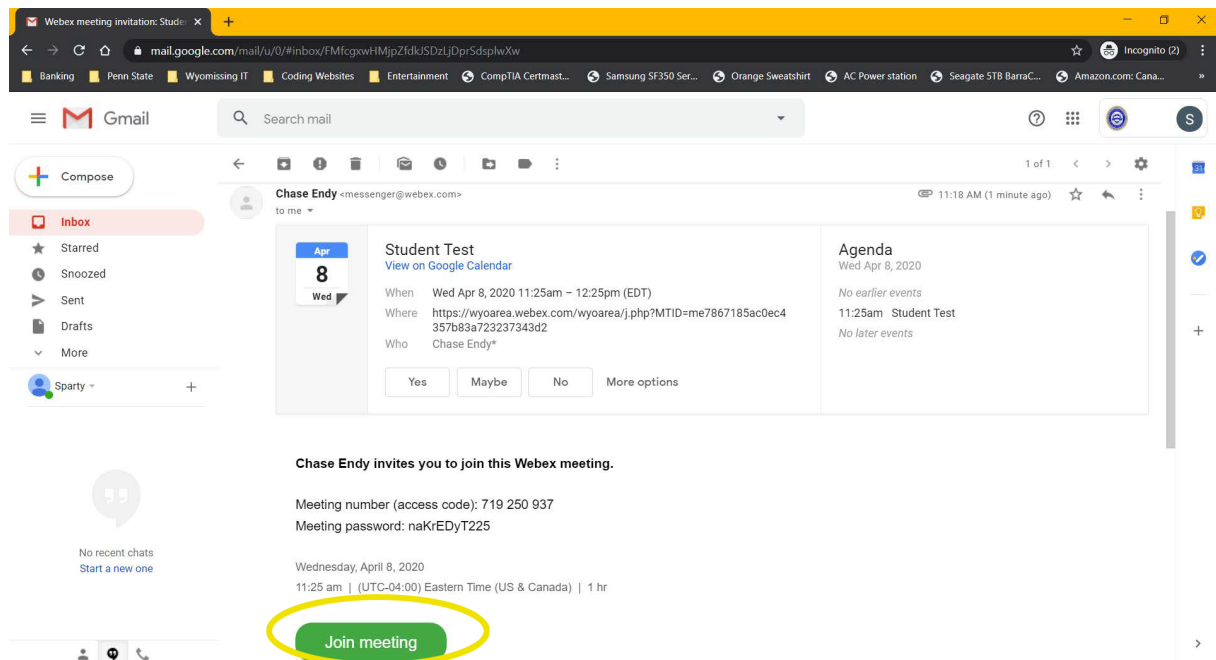 Webex meeting invitation: Stude
mail.google.com/mail/u/0/#inbox/FMfcgxwHMjpZfdkJSDzLjDprSdsplwXw
Incognito (2)
Banking Penn State Wyomissing IT Coding Websites Entertainment CompTIA Certmast... Samsung SF350 Ser... Orange Sweatshirt AC Power station Seagate 5TB BarraC... Amazon.com: Cana... »
Gmail
Search mail
S
Compose
1 of 1
31
Inbox
Starred
Snoozed
Sent
Drafts
More
Sparty
No recent chats
Start a new one
Chase Endy <messenger@webex.com>
11:18 AM (1 minute ago)
to me
Apr
8
Wed
Student Test
View on Google Calendar
When Wed Apr 8, 2020 11:25am – 12:25pm (EDT)
Where https://wyoarea.webex.com/wyoarea/j.php?MTID=me7867185ac0ec4
357b83a723237343d2
Who Chase Endy*
Yes Maybe No More options
Agenda
Wed Apr 8, 2020
No earlier events
11:25am Student Test
No later events
Chase Endy invites you to join this Webex meeting.
Meeting number (access code): 719 250 937
Meeting password: naKrEDyT225
Wednesday, April 8, 2020
11:25 am | (UTC-04:00) Eastern Time (US & Canada) | 1 hr
Join meeting